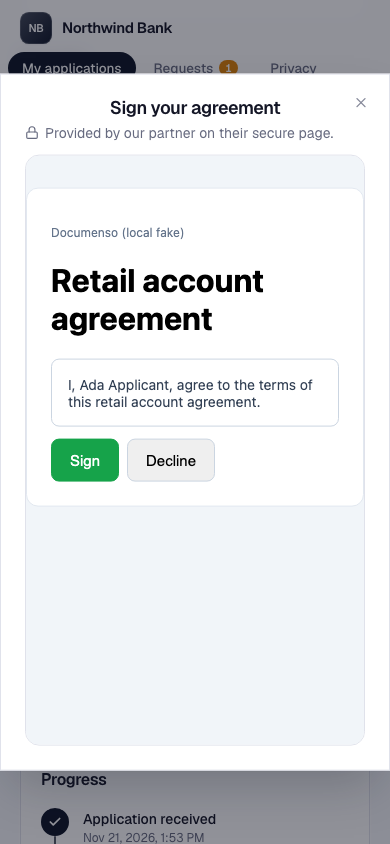 NB Northwind Bank
My applications Requests 1 Privacy
Sign your agreement
Provided by our partner on their secure page.
Documenso (local fake)
Retail account
agreement
I, Ada Applicant, agree to the terms of
this retail account agreement.
Sign Decline
Progress
Application received
Nov 21, 2026, 1:53 PM